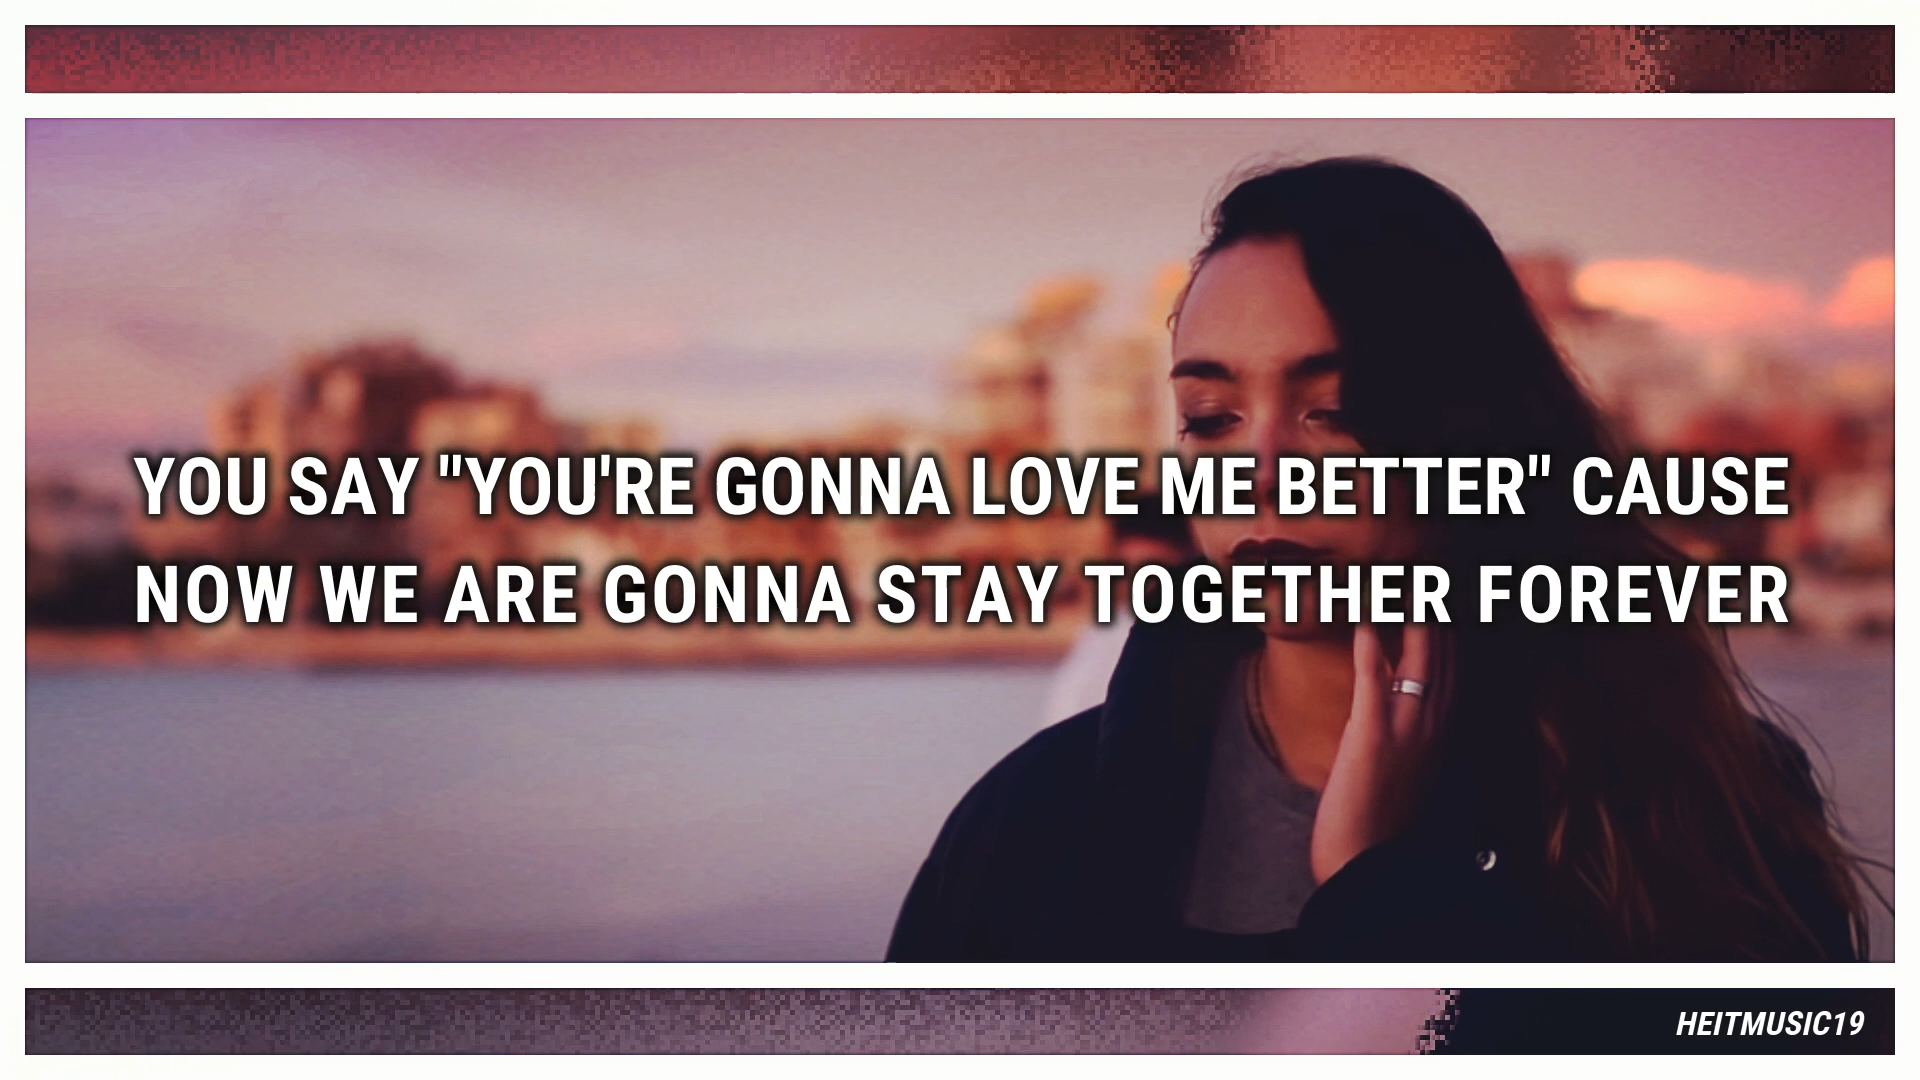 YOU SAY "YOU'RE GONNA LOVE ME BETTER" CAUSE
NOW WE ARE GONNA STAY TOGETHER FOREVER
HEITMUSIC19